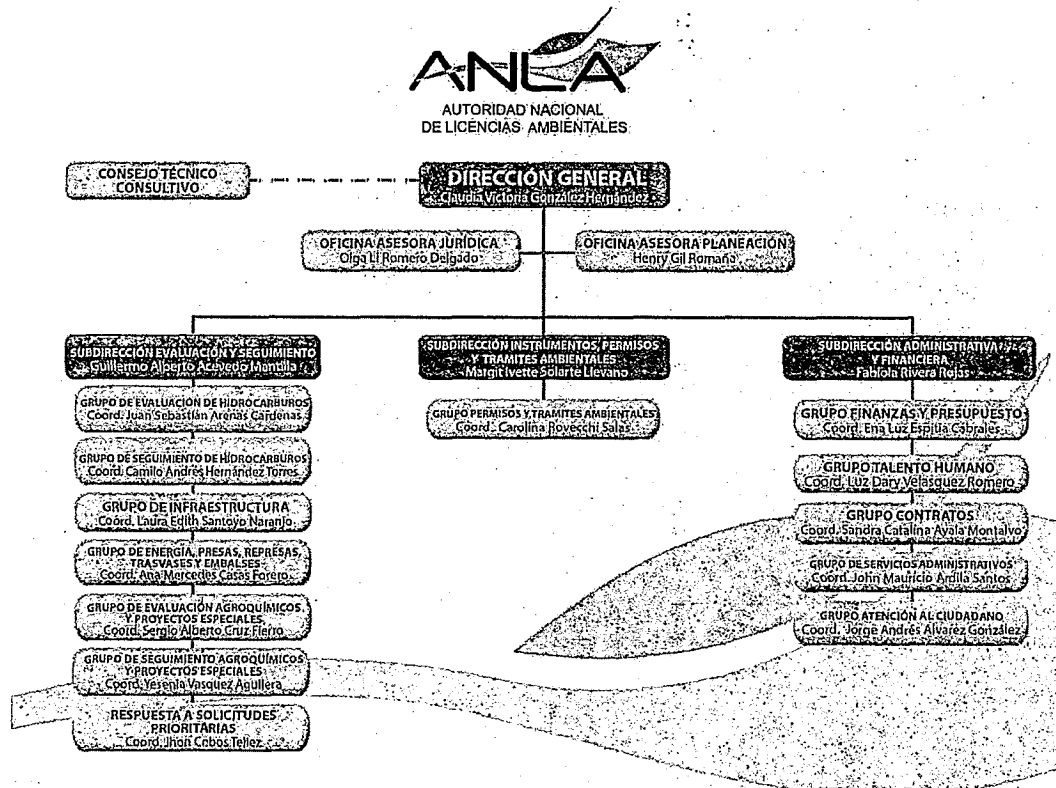 ANLA
AUTORIDAD NACIONAL
DE LICENCIAS AMBIENTALES
CONSEJO TÉCNICO
CONSULTIVO
DIRECCIÓN GENERAL
Claudia Victoria González Hernández
OFICINA ASESORA JURÍDICA
Olga LI Romero Delgado
OFICINA ASESORA PLANEACIÓN
Henry Gil Romaña
SUBDIRECCIÓN EVALUACIÓN Y SEGUIMIENTO
Guillermo Alberto Acevedo Mantilla
GRUPO DE EVALUACIÓN DE HIDROCARBUROS
Coord. Juan Sebastián Arenas Cardenas
GRUPO DE SEGUIMIENTO DE HIDROCARBUROS
Coord. Camilo Andrés Hernández Torres
GRUPO DE INFRAESTRUCTURA
Coord. Laura Edith Santoyo Naranjo
GRUPO DE ENERGÍA, PRESAS, REPRESAS,
TRASVASES Y EMBALSES
Coord. Ana Mercedes Casas Forero
GRUPO DE EVALUACIÓN AGROQUÍMICOS
Y PROYECTOS ESPECIALES
Coord. Sergio Alberto Cruz Fierro
GRUPO DE SEGUIMIENTO AGROQUÍMICOS
Y PROYECTOS ESPECIALES
Coord. Yesenia Vasquez Aguilera
RESPUESTA A SOLICITUDES
PRIORITARIAS
Coord. Jhon Cobos Tellez
SUBDIRECCIÓN INSTRUMENTOS, PERMISOS
Y TRAMITES AMBIENTALES
Margit Ivette Solarte Llevano
GRUPO PERMISOS Y TRAMITES AMBIENTALES
Coord. Carolina Rovecchi Salas
SUBDIRECCIÓN ADMINISTRATIVA
Y FINANCIERA
Fabiola Rivera Rojas
GRUPO FINANZAS Y PRESUPUESTO
Coord. Ena Luz Espitia Cabrales
GRUPO TALENTO HUMANO
Coord. Luz Dary Velasquez Romero
GRUPO CONTRATOS
Coord. Sandra Catalina Ayala Montalvo
GRUPO DE SERVICIOS ADMINISTRATIVOS
Coord. John Mauricio Ardila Santos
GRUPO ATENCIÓN AL CIUDADANO
Coord. Jorge Andrés Álvarez González